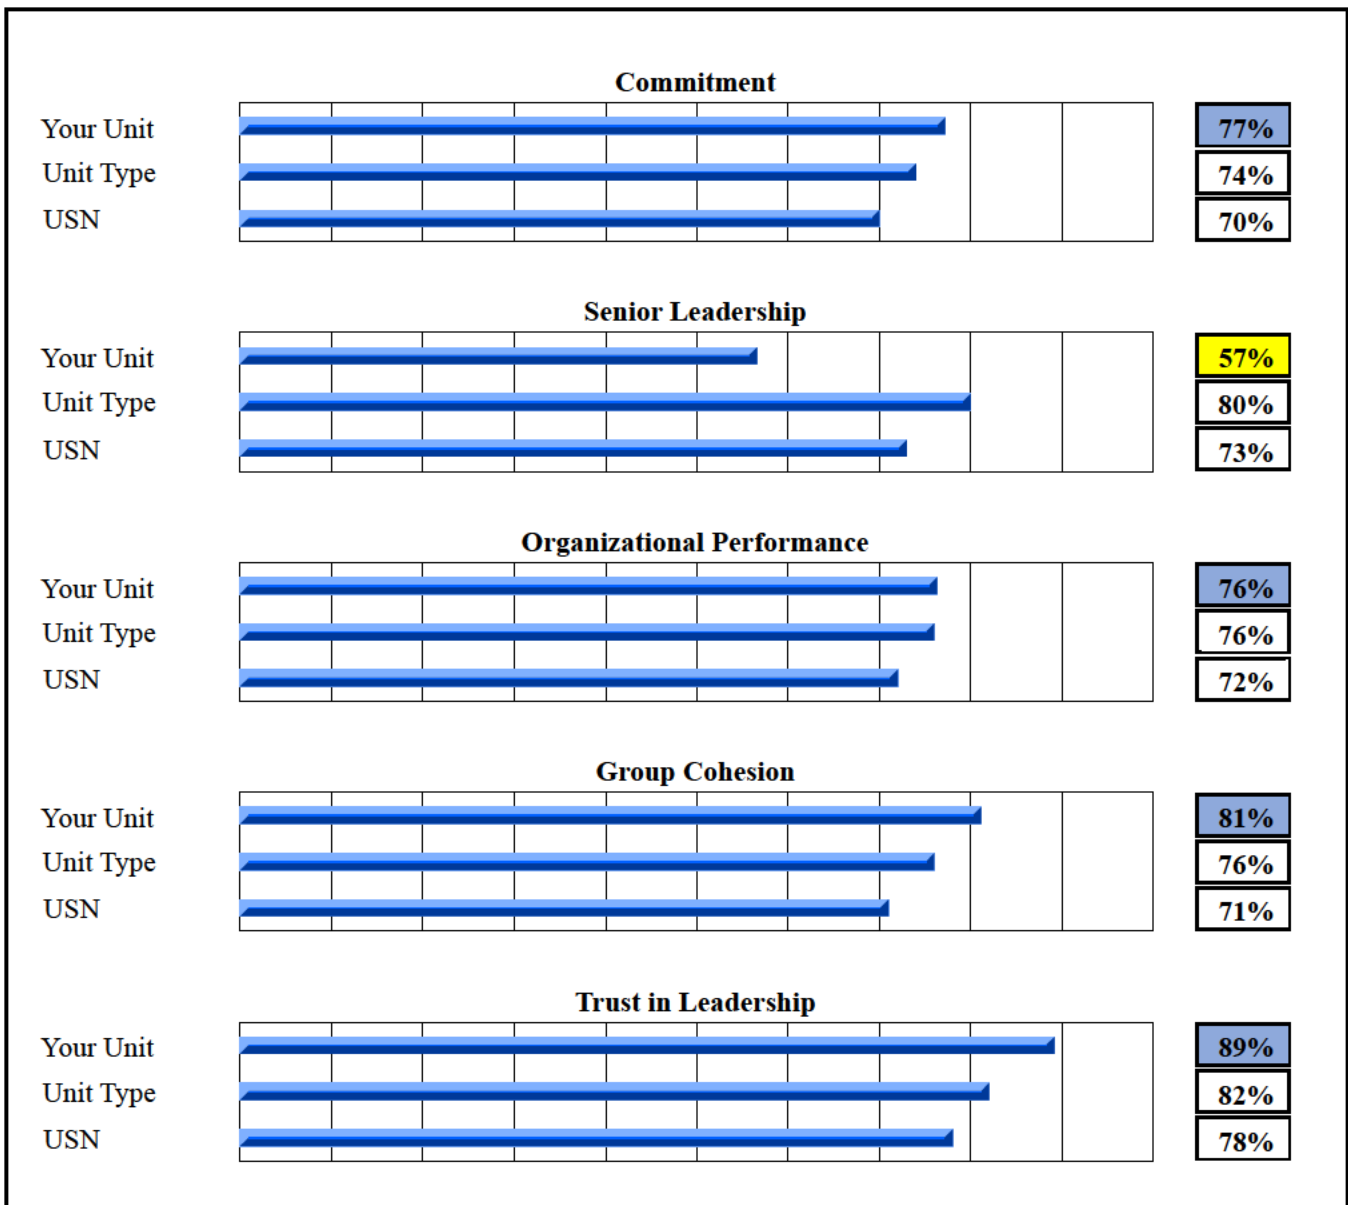 Commitment
Your Unit 77%
Unit Type 74%
USN 70%
Senior Leadership
Your Unit 57%
Unit Type 80%
USN 73%
Organizational Performance
Your Unit 76%
Unit Type 76%
USN 72%
Group Cohesion
Your Unit 81%
Unit Type 76%
USN 71%
Trust in Leadership
Your Unit 89%
Unit Type 82%
USN 78%